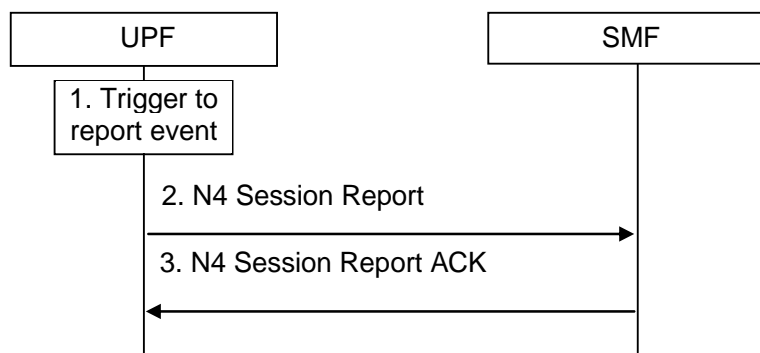 UPF
SMF
1. Trigger to
report event
2. N4 Session Report
3. N4 Session Report ACK